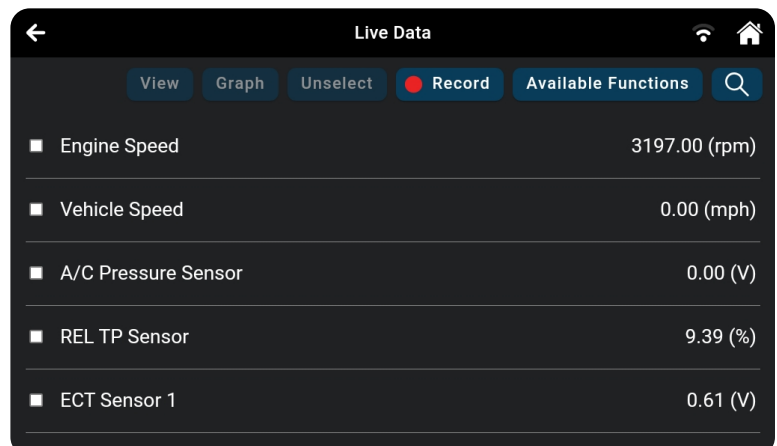 Live Data
View Graph Unselect Record Available Functions
Engine Speed 3197.00 (rpm)
Vehicle Speed 0.00 (mph)
A/C Pressure Sensor 0.00 (V)
REL TP Sensor 9.39 (%)
ECT Sensor 1 0.61 (V)